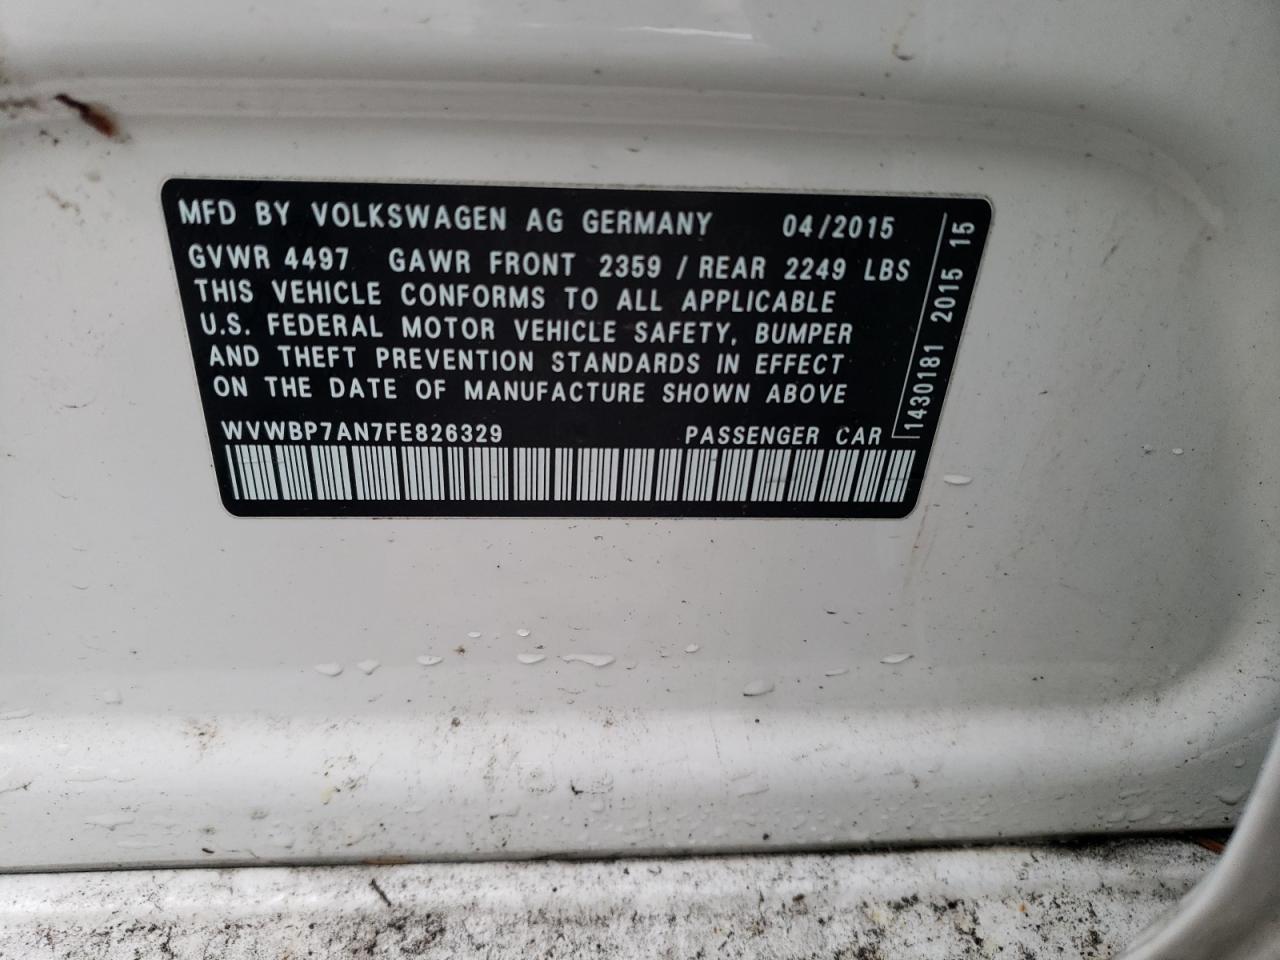 MFD BY VOLKSWAGEN AG GERMANY 04/2015
GVWR 4497 GAWR FRONT 2359 / REAR 2249 LBS
THIS VEHICLE CONFORMS TO ALL APPLICABLE
U.S. FEDERAL MOTOR VEHICLE SAFETY, BUMPER
AND THEFT PREVENTION STANDARDS IN EFFECT
ON THE DATE OF MANUFACTURE SHOWN ABOVE
WVWBP7AN7FE826329 PASSENGER CAR
1430181 2015 15